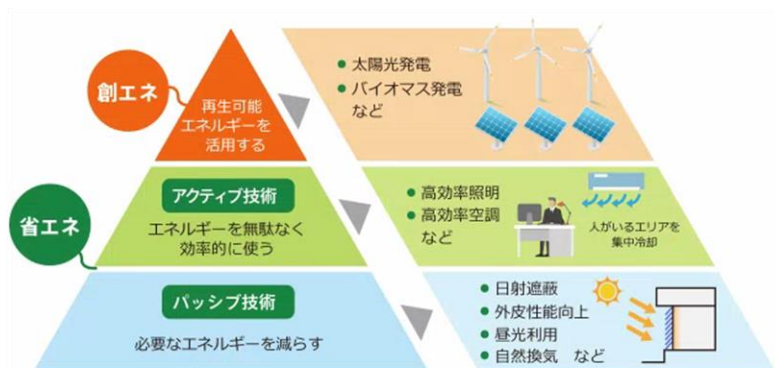 創エネ
再生可能
エネルギーを
活用する
● 太陽光発電
● バイオマス発電
など
省エネ
アクティブ技術
エネルギーを無駄なく
効率的に使う
● 高効率照明
● 高効率空調
など
人がいるエリアを
集中冷却
パッシブ技術
必要なエネルギーを減らす
● 日射遮蔽
● 外皮性能向上
● 昼光利用
● 自然換気 など